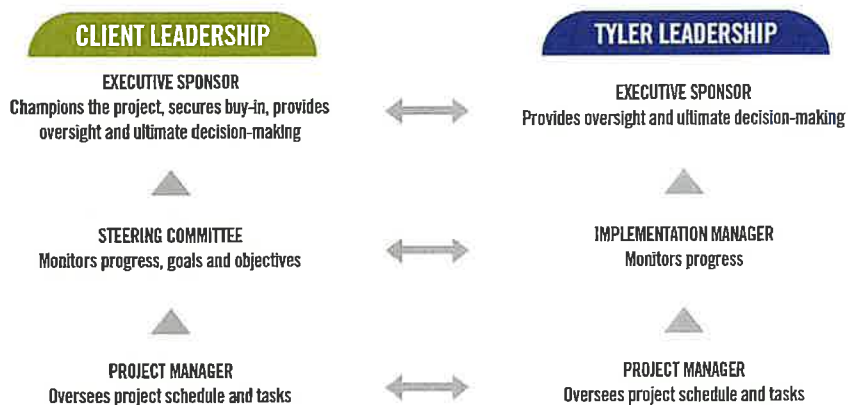 CLIENT LEADERSHIP
EXECUTIVE SPONSOR
Champions the project, secures buy-in, provides
oversight and ultimate decision-making
STEERING COMMITTEE
Monitors progress, goals and objectives
PROJECT MANAGER
Oversees project schedule and tasks
TYLER LEADERSHIP
EXECUTIVE SPONSOR
Provides oversight and ultimate decision-making
IMPLEMENTATION MANAGER
Monitors progress
PROJECT MANAGER
Oversees project schedule and tasks